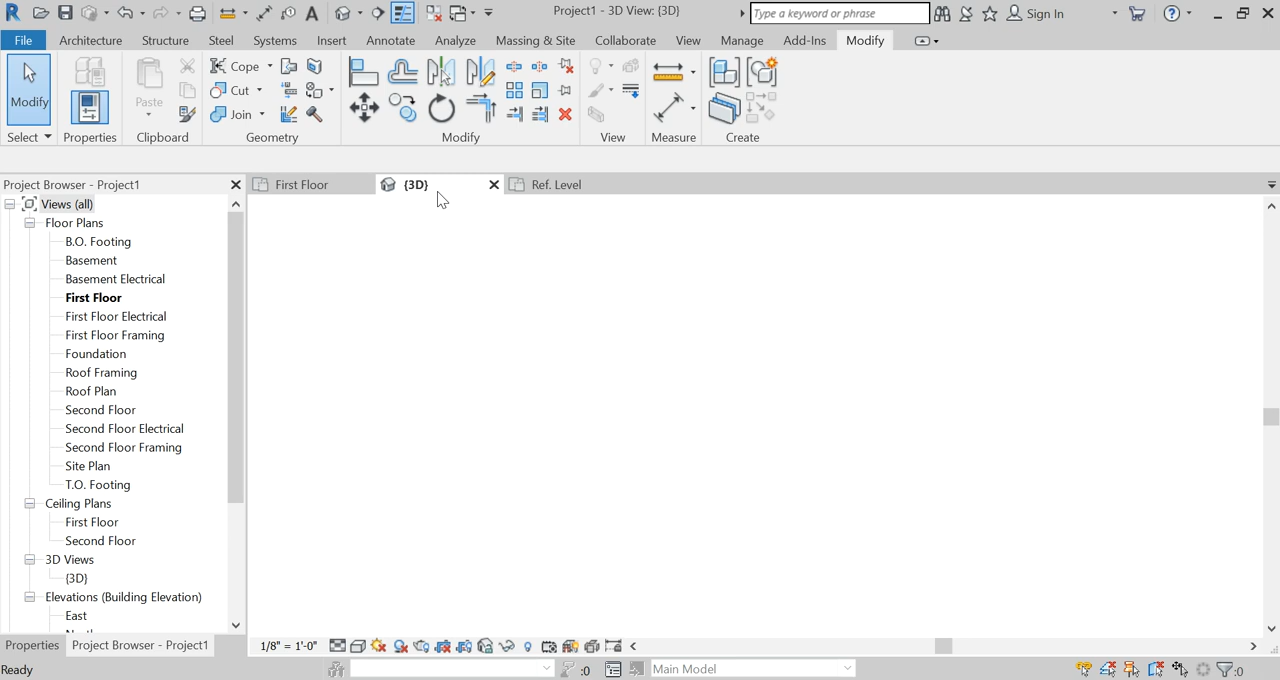 Project1 - 3D View: {3D}
Type a keyword or phrase
Sign In
File Architecture Structure Steel Systems Insert Annotate Analyze Massing & Site Collaborate View Manage Add-Ins Modify
Modify
Paste
Cope
Cut
Join
Select Properties Clipboard Geometry Modify View Measure Create
Project Browser - Project1
First Floor {3D} Ref. Level
Views (all)
Floor Plans
B.O. Footing
Basement
Basement Electrical
First Floor
First Floor Electrical
First Floor Framing
Foundation
Roof Framing
Roof Plan
Second Floor
Second Floor Electrical
Second Floor Framing
Site Plan
T.O. Footing
Ceiling Plans
First Floor
Second Floor
3D Views
{3D}
Elevations (Building Elevation)
East
Properties Project Browser - Project1
1/8" = 1'-0"
Ready
:0
Main Model
:0